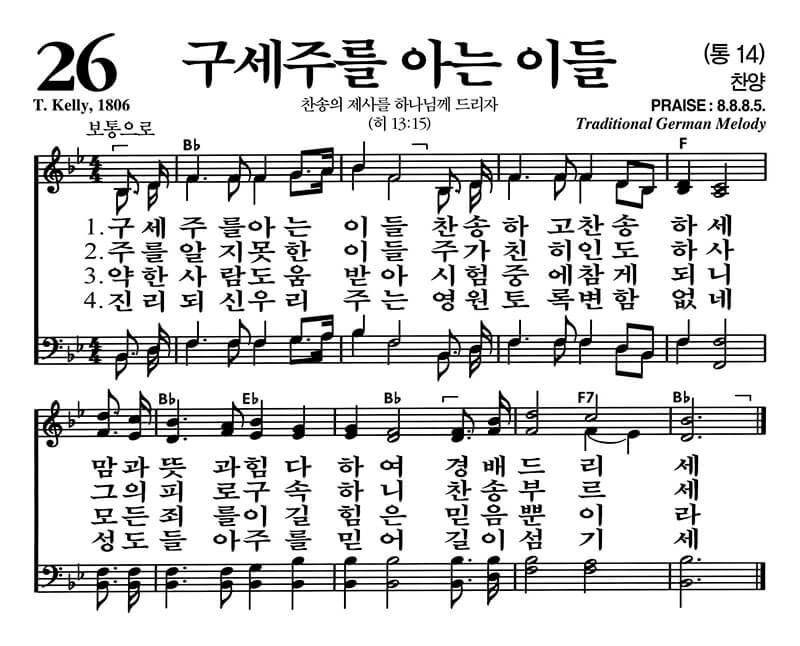 26 구세주를 아는 이들 (통 14)
찬양
T. Kelly, 1806 찬송의 제사를 하나님께 드리자 PRAISE : 8.8.8.5.
(히 13:15) Traditional German Melody
보통으로
B♭ F
1. 구 세 주 를 아 는 이 들 찬 송 하 고 찬 송 하 세
2. 주 를 알 지 못 한 이 들 주 가 친 히 인 도 하 사
3. 약 한 사 람 도 움 받 아 시 험 중 에 참 게 되 니
4. 진 리 되 신 우 리 주 는 영 원 토 록 변 함 없 네
B♭ E♭ B♭ F7 B♭
맘 과 뜻 과 힘 다 하 여 경 배 드 리 세
그 의 피 로 구 속 하 니 찬 송 부 르 세
모 든 죄 를 이 길 힘 은 믿 음 뿐 이 라
성 도 들 아 주 를 믿 어 길 이 섬 기 세